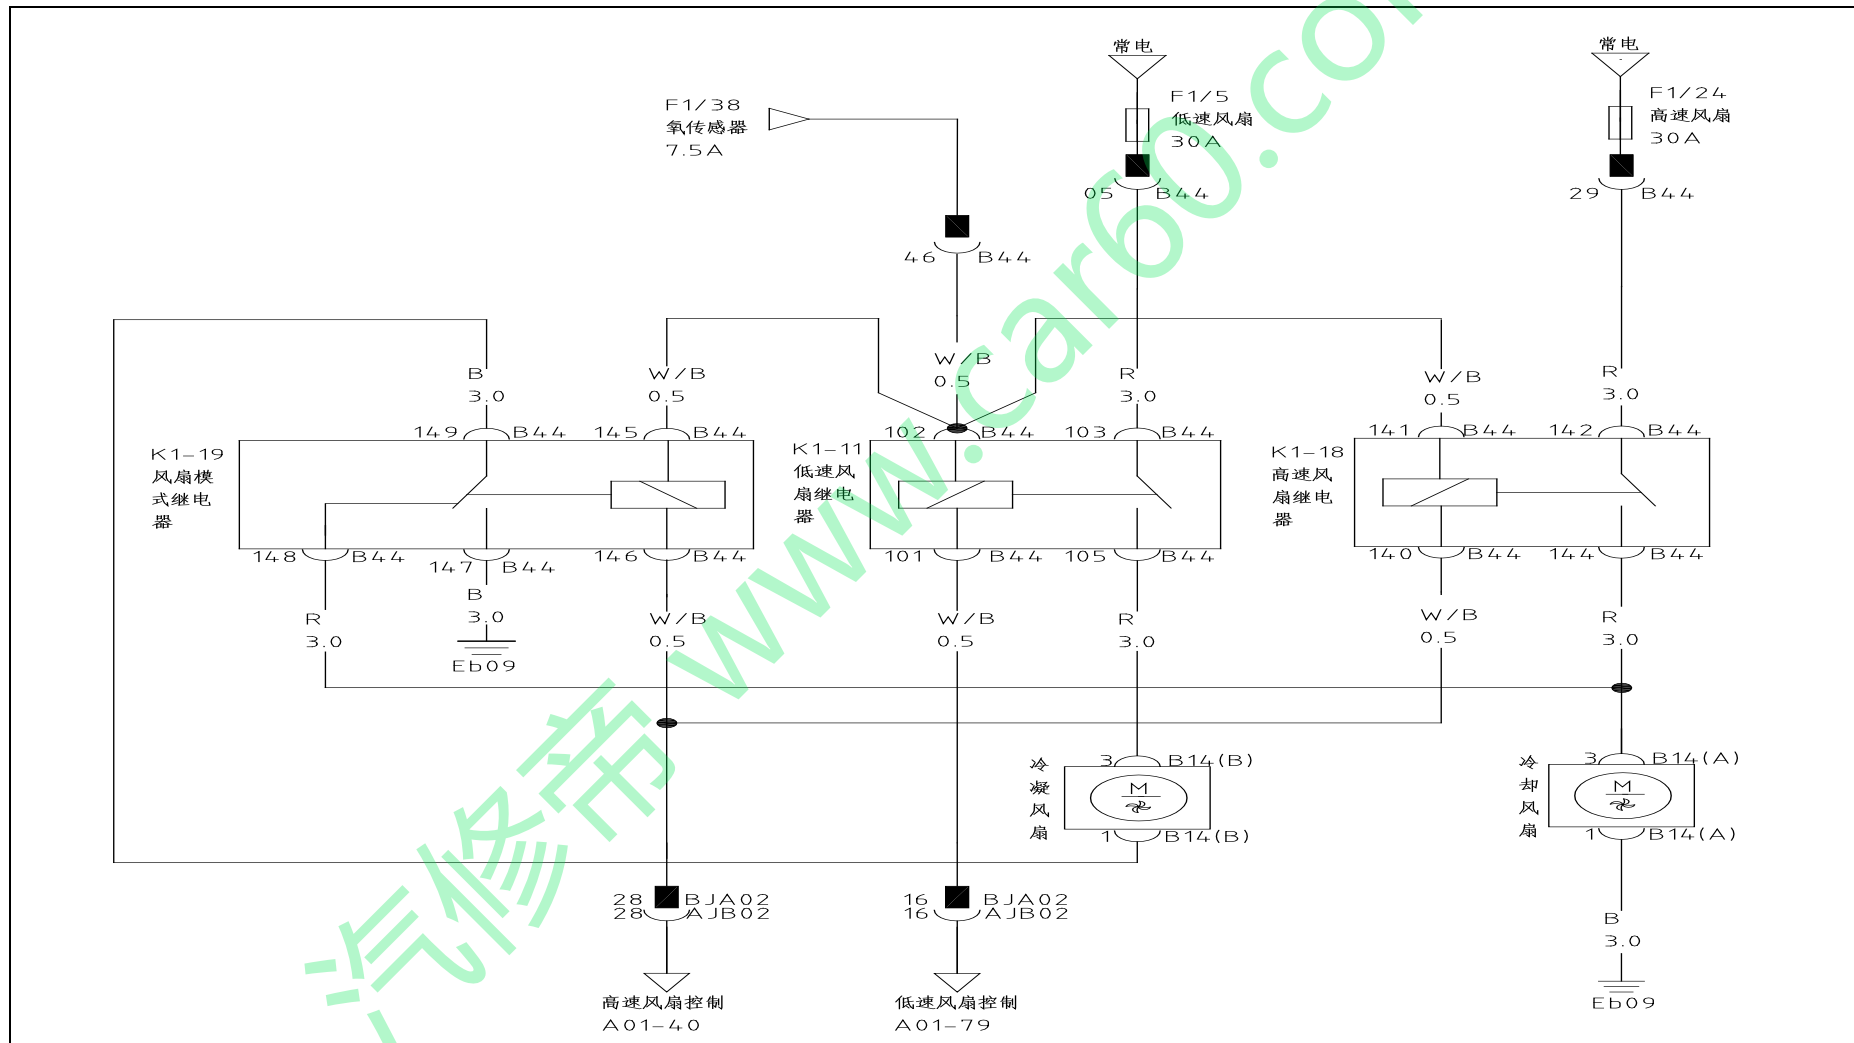 常电
常电
F1/38
氧传感器
7.5A
F1/5
低速风扇
30A
F1/24
高速风扇
30A
05 B44
29 B44
46 B44
B
3.0
W/B
0.5
W/B
0.5
R
3.0
W/B
0.5
R
3.0
149 B44
145 B44
102 B44
103 B44
141 B44
142 B44
K1-19
风扇模
式继电
器
K1-11
低速风
扇继电
器
K1-18
高速风
扇继电
器
148 B44
147 B44
146 B44
101 B44
105 B44
140 B44
144 B44
R
3.0
B
3.0
Eb09
W/B
0.5
W/B
0.5
R
3.0
W/B
0.5
R
3.0
冷
凝
风
扇
3 B14(B)
M
1 B14(B)
冷
却
风
扇
3 B14(A)
M
1 B14(A)
28 BJA02
28 AJB02
16 BJA02
16 AJB02
B
3.0
Eb09
高速风扇控制
A01-40
低速风扇控制
A01-79
汽修帝 www.car60.com